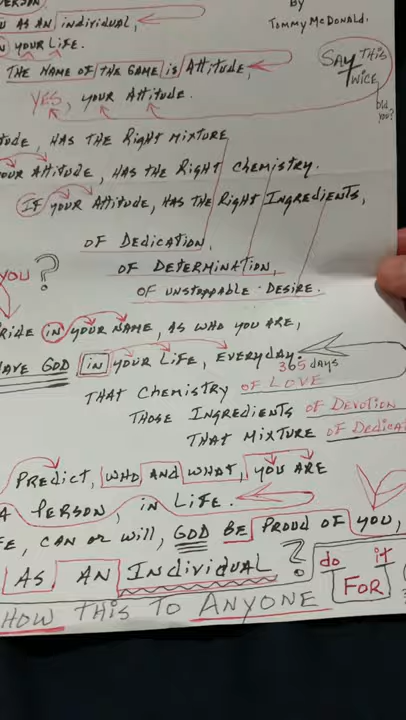 PERSON.
by
Tommy McDonald.
U AS AN individual,
N YOUR LiFE.
THE NAME OF THE GAME is Attitude,
SAY THIS
TWICE,
DID
YOU?
YES, YOUR Attitude.
tude, HAS THE Right MIXTURE
YOUR Attitude, HAS THE Right Chemistry.
IF YOUR Attitude, HAS THE Right INgREdiENts,
OF DEDICATION,
OF DETERMINATION,
OF UNstoppAblE-DESIRE.
YOU?
RIDE IN YOUR NAME, AS WHO YOU ARE,
AVE GOD IN YOUR LiFE, EVERYdAY.
365 DAYS
THAT Chemistry OF LOVE
THOSE INgREdiENts OF DEVOTION
THAT MIXTURE OF DEDICAT
PREDICT, WHO AND WHAT, YOU ARE
A PERSON, IN LiFE.
FE, CAN OR Will, GOD BE PROUD OF YOU,
AS AN INdividUAl?
do it
FOR
HOW THIS TO ANYONE